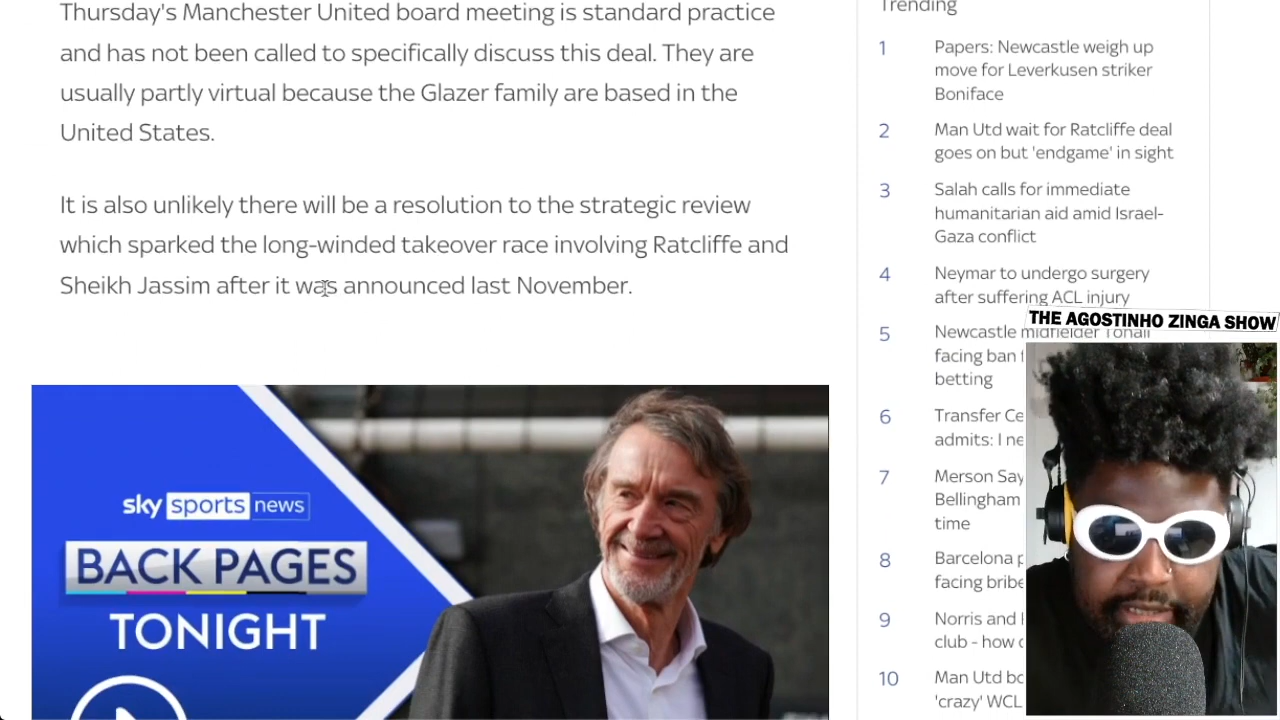 Thursday's Manchester United board meeting is standard practice
and has not been called to specifically discuss this deal. They are
usually partly virtual because the Glazer family are based in the
United States.
It is also unlikely there will be a resolution to the strategic review
which sparked the long-winded takeover race involving Ratcliffe and
Sheikh Jassim after it was announced last November.
sky sports news
BACK PAGES
TONIGHT
Trending
1 Papers: Newcastle weigh up
move for Leverkusen striker
Boniface
2 Man Utd wait for Ratcliffe deal
goes on but 'endgame' in sight
3 Salah calls for immediate
humanitarian aid amid Israel-
Gaza conflict
4 Neymar to undergo surgery
after suffering ACL injury
5 Newcastle midfielder Tonali
facing ban
betting
6 Transfer Ce
admits: I ne
7 Merson Say
Bellingham
time
8 Barcelona p
facing bribe
9 Norris and
club - how
10 Man Utd bo
'crazy' WCL
THE AGOSTINHO ZINGA SHOW